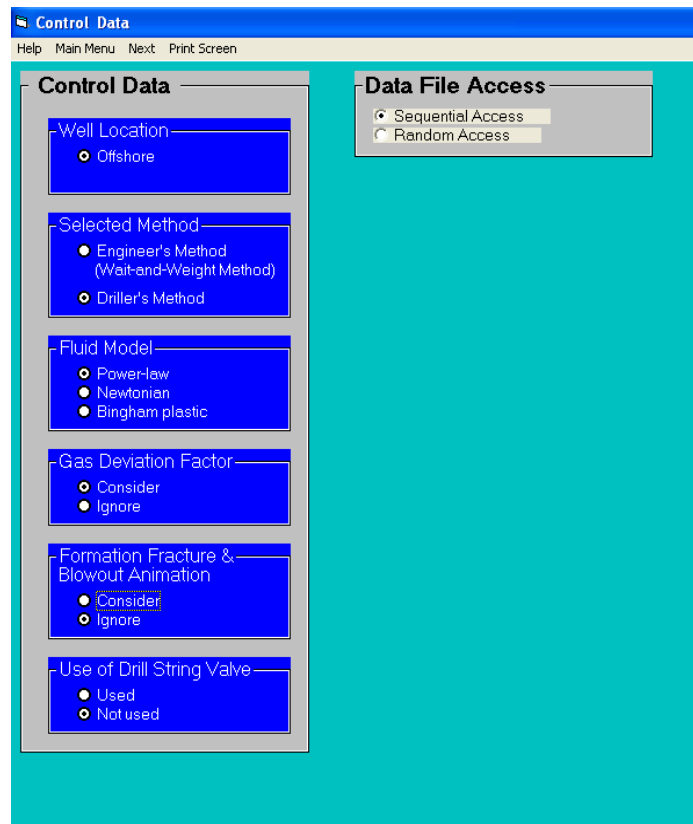 Control Data
Help Main Menu Next Print Screen
Control Data
Well Location
Offshore
Selected Method
Engineer's Method
(Wait-and-Weight Method)
Driller's Method
Fluid Model
Power-law
Newtonian
Bingham plastic
Gas Deviation Factor
Consider
Ignore
Formation Fracture &
Blowout Animation
Consider
Ignore
Use of Drill String Valve
Used
Not used
Data File Access
Sequential Access
Random Access